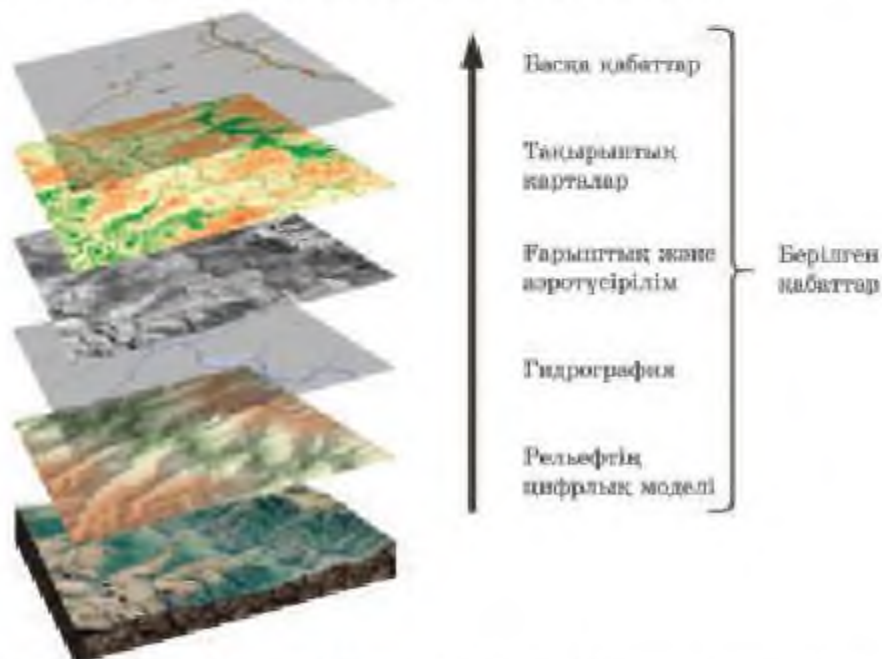 Басқа қабаттар
Тақырыптық
карталар
Ғарыштық және
аэротүсірілім
Гидрография
Рельефтің
цифрлық моделі
Берілген
қабаттар